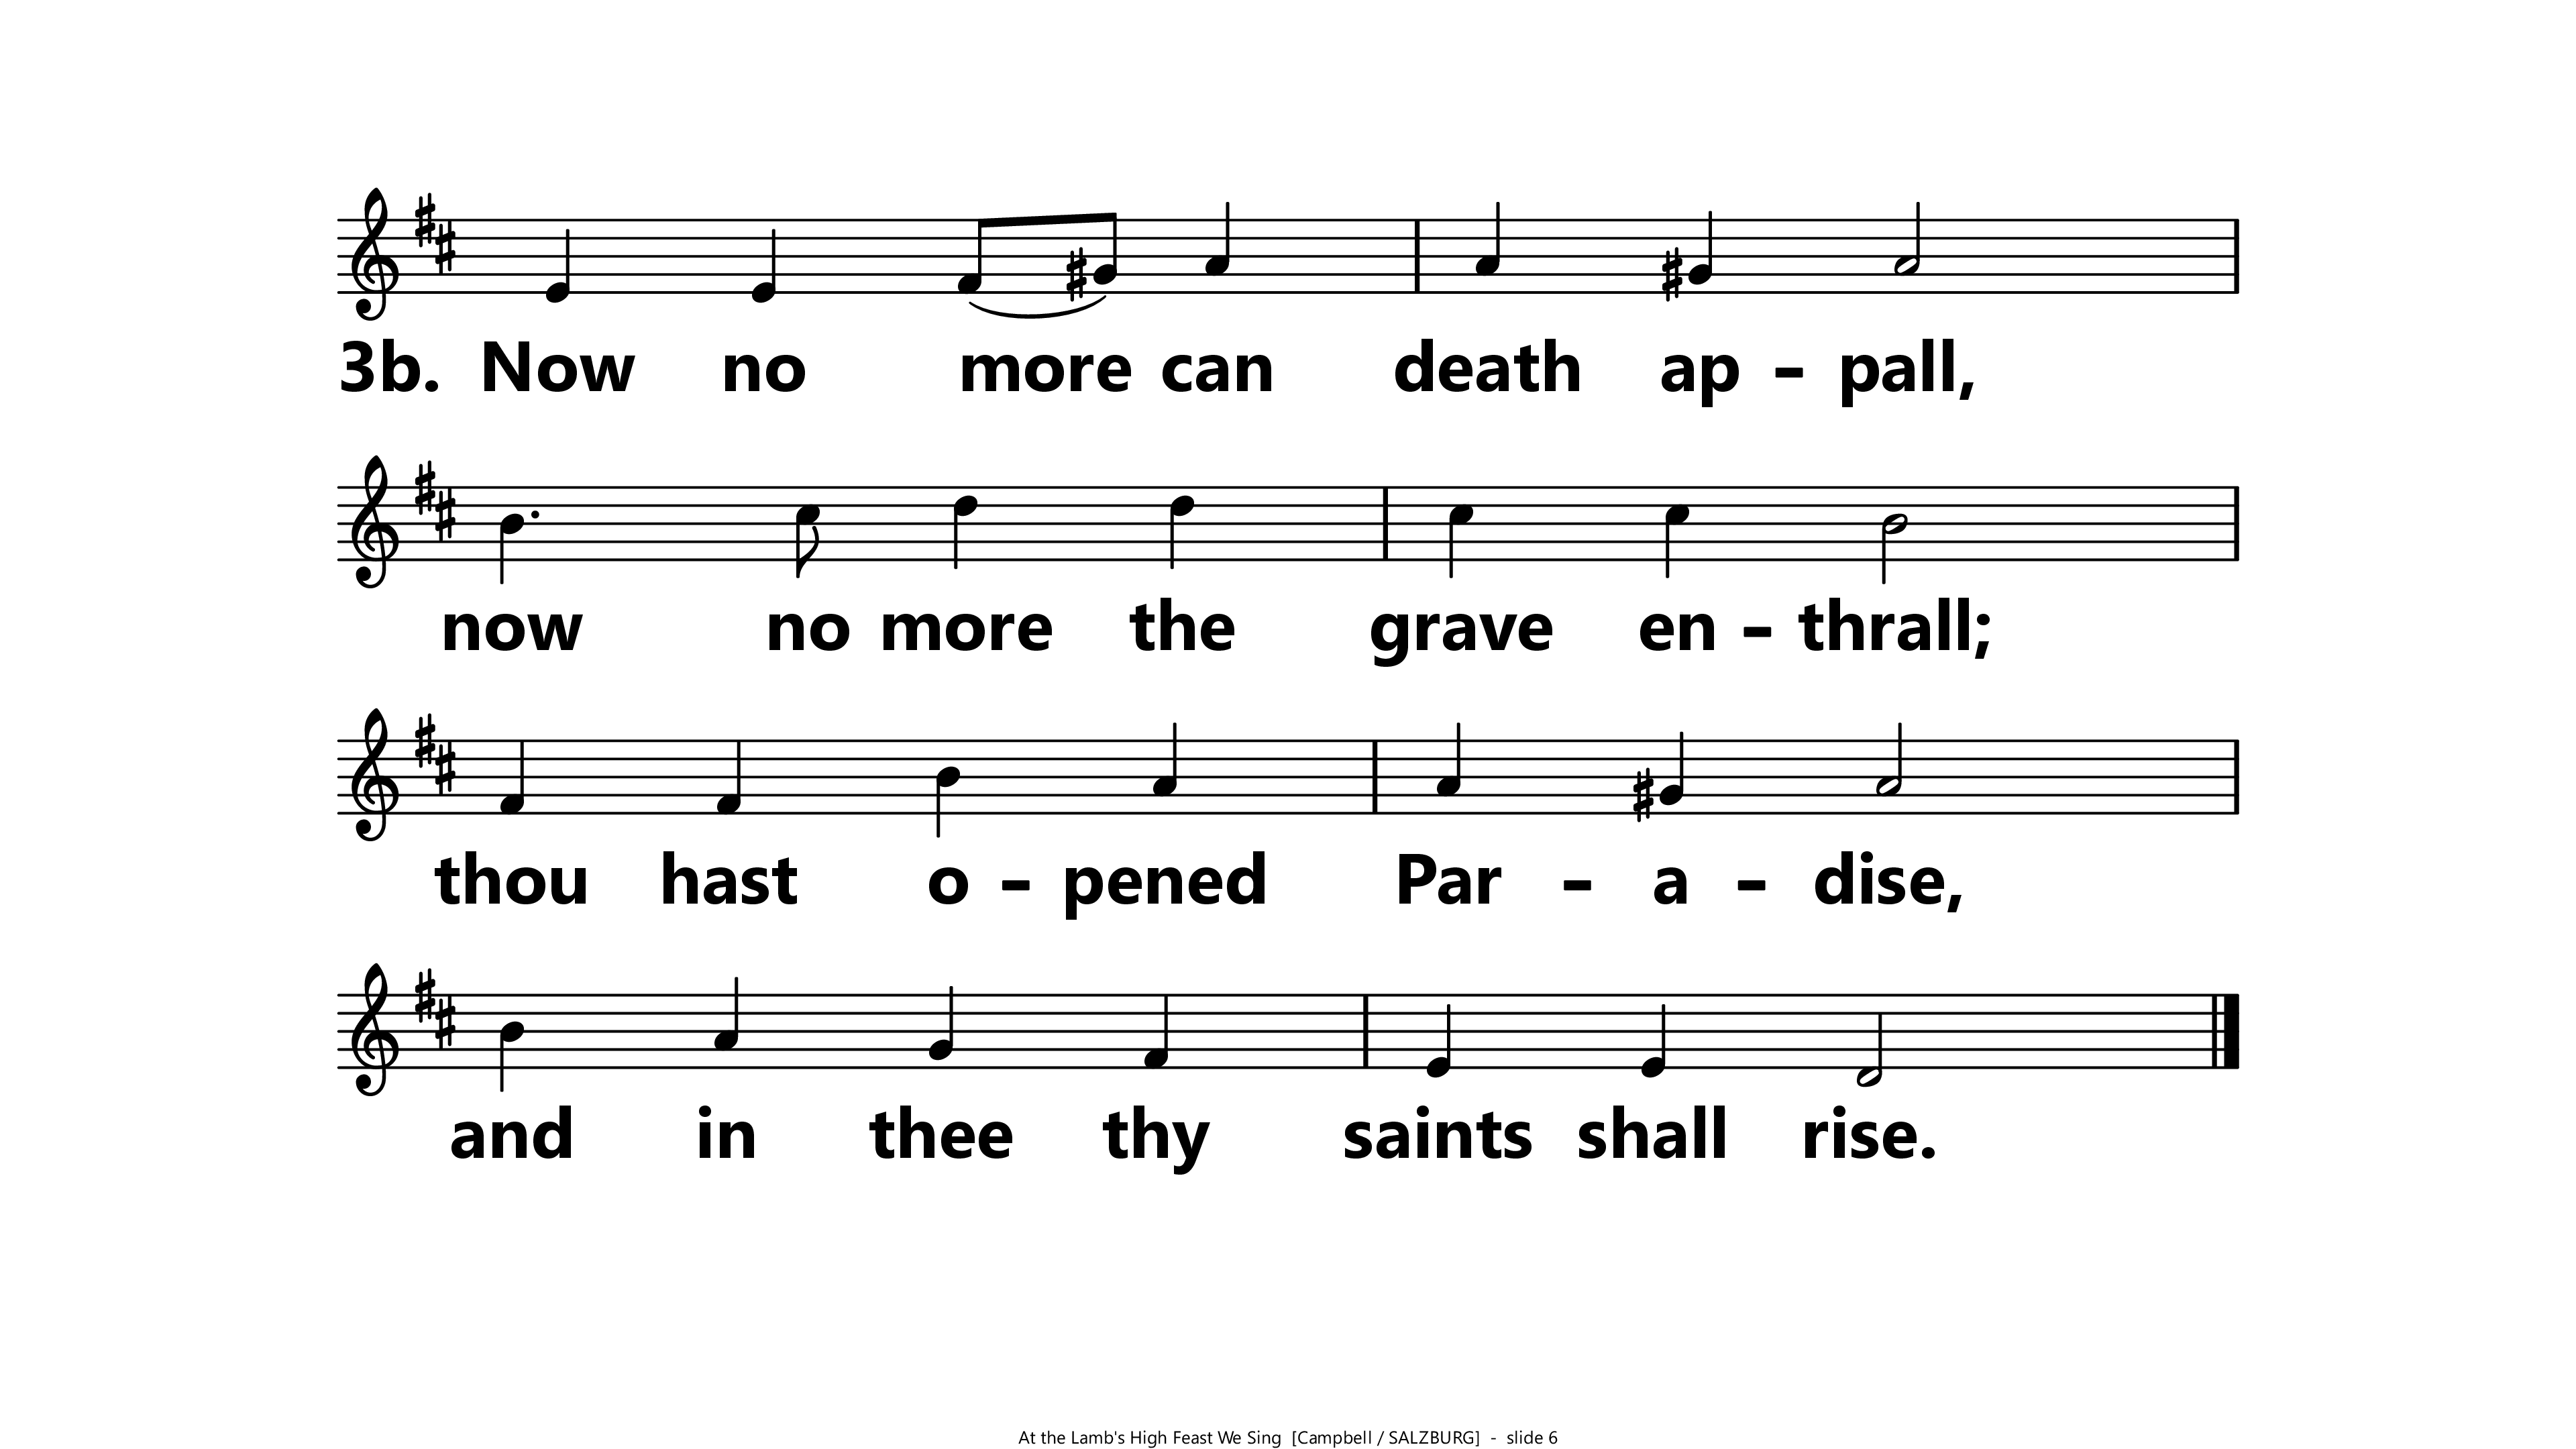 3b. Now no more can death ap - pall,
now no more the grave en - thrall;
thou hast o - pened Par - a - dise,
and in thee thy saints shall rise.
At the Lamb's High Feast We Sing [Campbell / SALZBURG] - slide 6